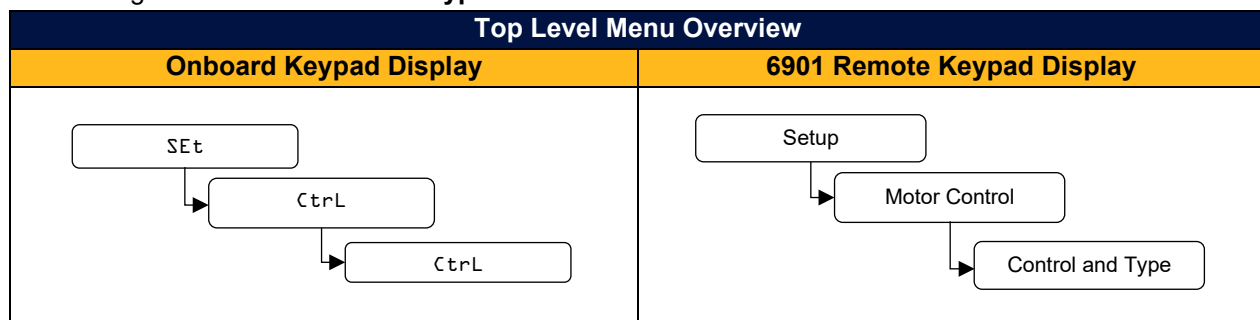 Top Level Menu Overview
Onboard Keypad Display
6901 Remote Keypad Display
SEt
CtrL
CtrL
Setup
Motor Control
Control and Type